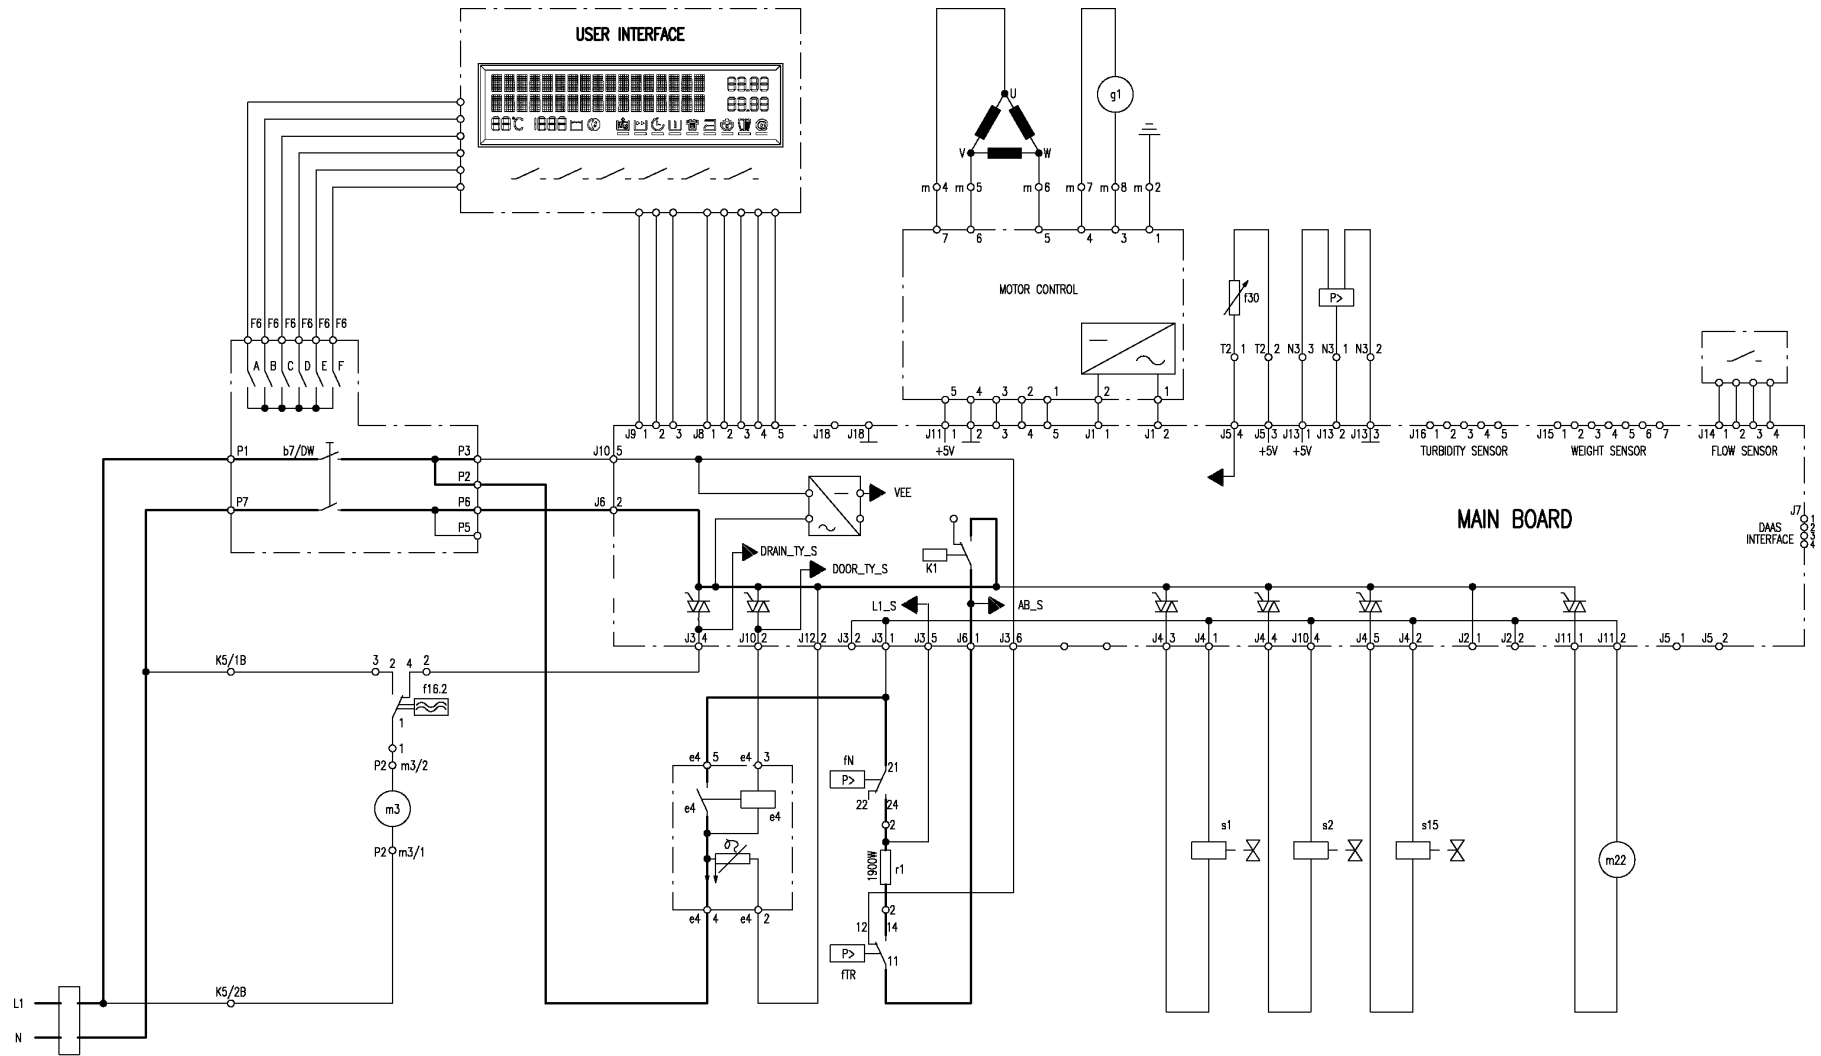 USER INTERFACE
88.88
88.88
88°C 1888
g1
U
V W
m 4 m 5 m 6 m 7 m 8 m 2
7 6 5 4 3 1
MOTOR CONTROL
f30
P>
T2 1 T2 2 N3 3 N3 1 N3 2
F6 F6 F6 F6 F6 F6
A B C D E F
5 4 3 2 1 2 1
J9 1 2 3 J8 1 2 3 4 5 J18 J18 J11 1 2 3 4 5 J1 1 J1 2 J5 4 J5 3 J13 1 J13 2 J13 3 J16 1 2 3 4 5 J15 1 2 3 4 5 6 7 J14 1 2 3 4
+5V +5V +5V TURBIDITY SENSOR WEIGHT SENSOR FLOW SENSOR
P1 b7/DW P3 J10 5
P2
VEE
P7 P6 J6 2
P5
MAIN BOARD
J7 1
DAAS 2
INTERFACE 3
4
DRAIN_TY_S
DOOR_TY_S
K1
L1_S AB_S
J3 4 J10 2 J12 2 J3 2 J3 1 J3 5 J6 1 J3 6 J4 3 J4 1 J4 4 J10 4 J4 5 J4 2 J2 1 J2 2 J11 1 J11 2 J5 1 J5 2
K5/1B 3 2 4 2
f16.2
1
1
P2 m3/2
m3
P2 m3/1
e4 5 e4 3
e4 e4
e4 4 e4 2
fN
21
P>
22 24
2
1900W r1
2
12 14
P>
11
fTR
s1 s2 s15
m22
K5/2B
L1
N